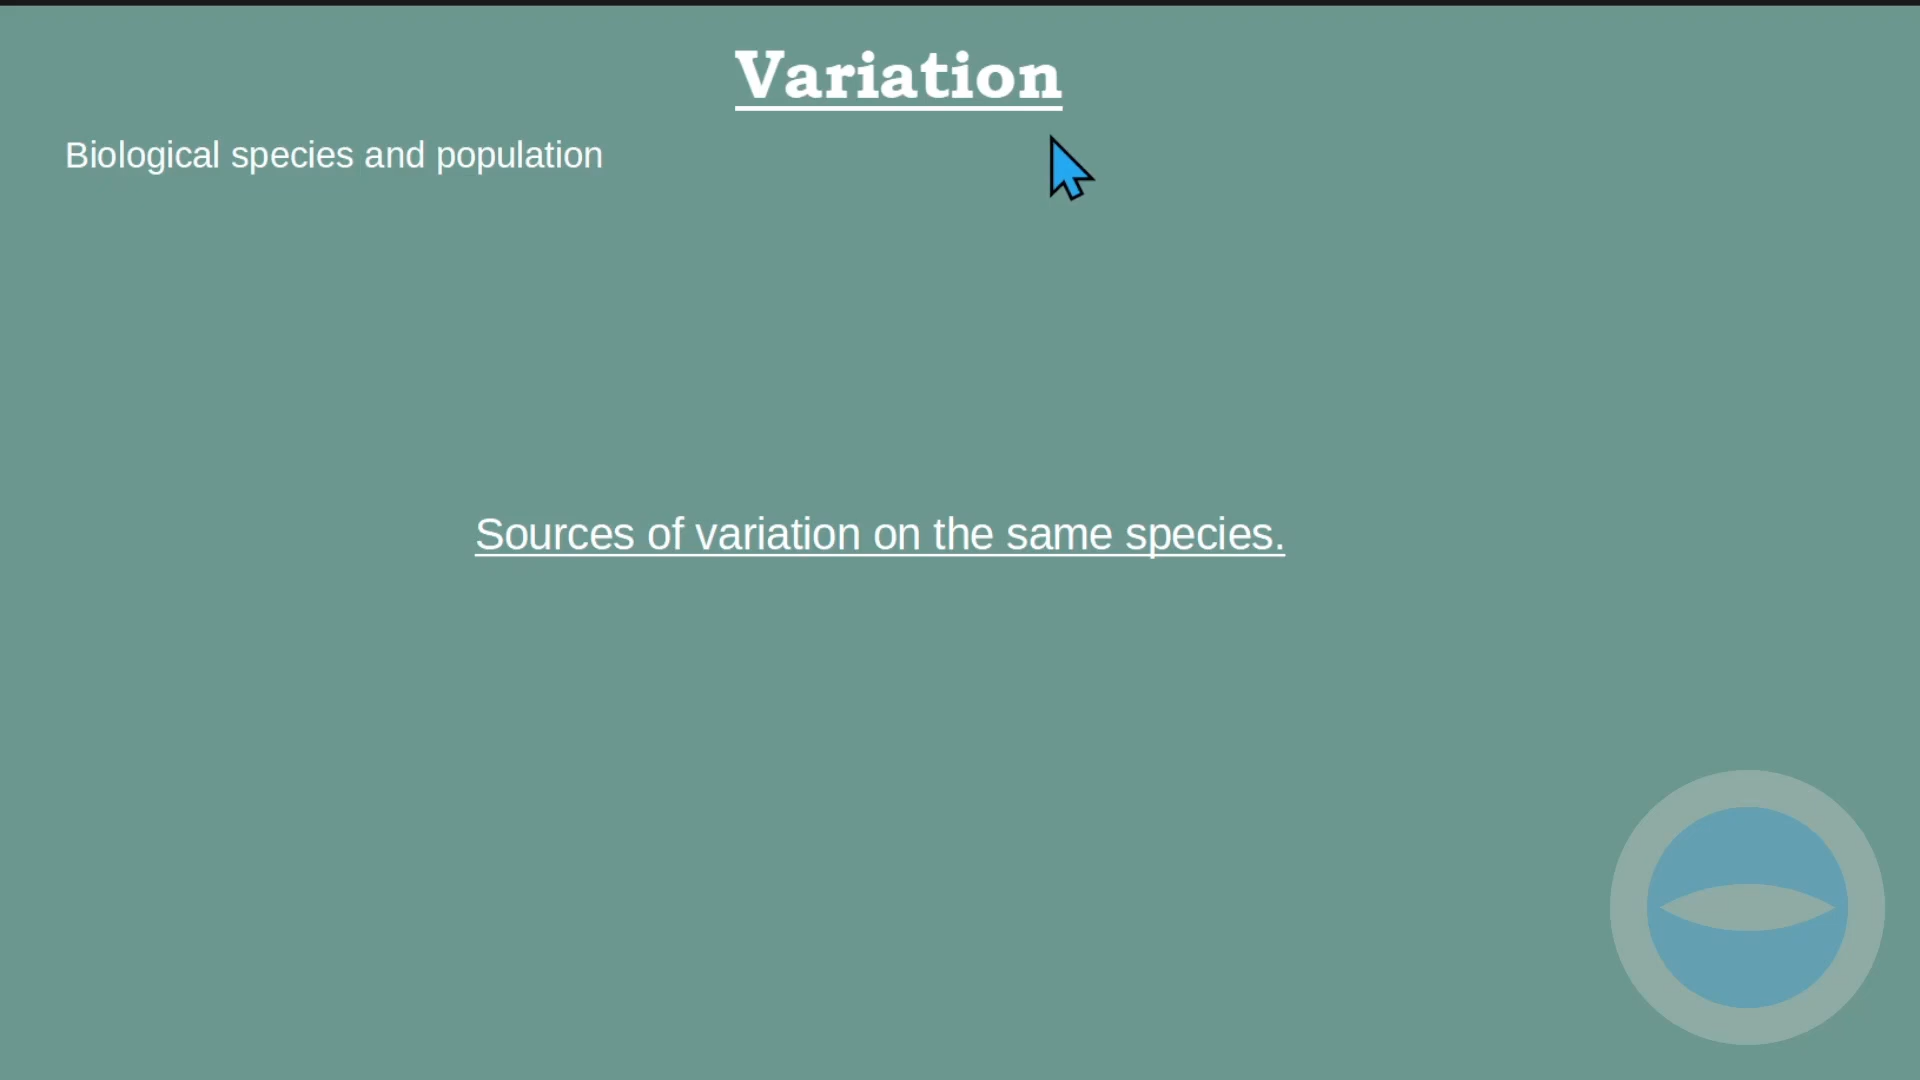 Variation
Biological species and population
Sources of variation on the same species.